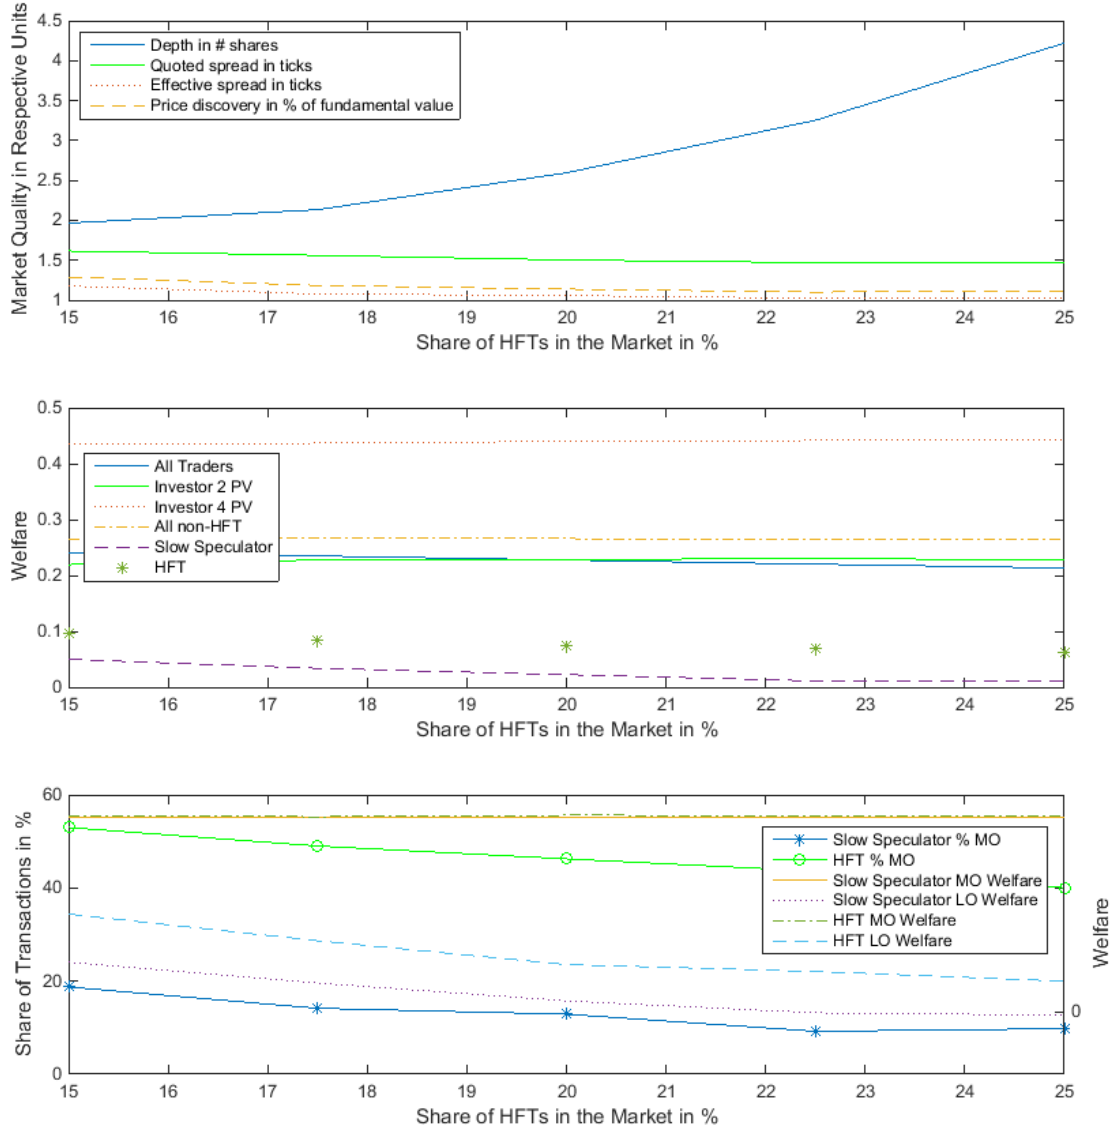 Market Quality in Respective Units
4.5
4
3.5
3
2.5
2
1.5
1
Depth in # shares
Quoted spread in ticks
Effective spread in ticks
Price discovery in % of fundamental value
15 16 17 18 19 20 21 22 23 24 25
Share of HFTs in the Market in %
Welfare
0.5
0.4
0.3
0.2
0.1
0
All Traders
Investor 2 PV
Investor 4 PV
All non-HFT
Slow Speculator
HFT
15 16 17 18 19 20 21 22 23 24 25
Share of HFTs in the Market in %
Share of Transactions in %
60
40
20
0
Slow Speculator % MO
HFT % MO
Slow Speculator MO Welfare
Slow Speculator LO Welfare
HFT MO Welfare
HFT LO Welfare
0
Welfare
15 16 17 18 19 20 21 22 23 24 25
Share of HFTs in the Market in %